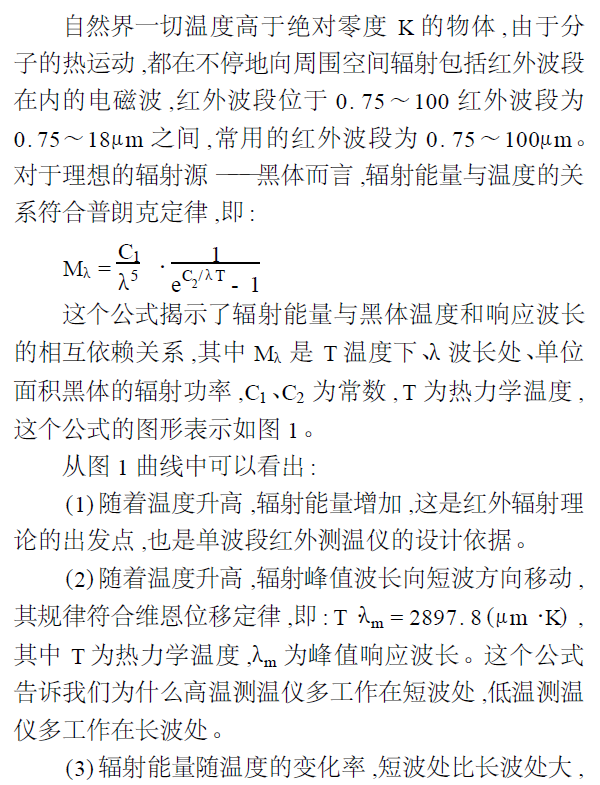 自然界一切温度高于绝对零度 K 的物体 ,由于分
子的热运动 ,都在不停地向周围空间辐射包括红外波段
在内的电磁波 ,红外波段位于 0. 75～100 红外波段为
0. 75～18μm 之间 ,常用的红外波段为 0. 75～100μm。
对于理想的辐射源 ——黑体而言 ,辐射能量与温度的关
系符合普朗克定律 ,即 :
Mλ = C1/λ^5 · 1/(e^(C2/λT) - 1)
这个公式揭示了辐射能量与黑体温度和响应波长
的相互依赖关系 ,其中 Mλ 是 T 温度下、λ 波长处、单位
面积黑体的辐射功率 ,C1、C2 为常数 ,T 为热力学温度 ,
这个公式的图形表示如图 1。
从图 1 曲线中可以看出 :
(1) 随着温度升高 ,辐射能量增加 ,这是红外辐射理
论的出发点 ,也是单波段红外测温仪的设计依据。
(2) 随着温度升高 ,辐射峰值波长向短波方向移动 ,
其规律符合维恩位移定律 ,即 : T ·λm = 2897. 8 (μm ·K) ,
其中 T 为热力学温度 ,λm 为峰值响应波长。这个公式
告诉我们为什么高温测温仪多工作在短波处 ,低温测温
仪多工作在长波处。
(3) 辐射能量随温度的变化率 ,短波处比长波处大 ,